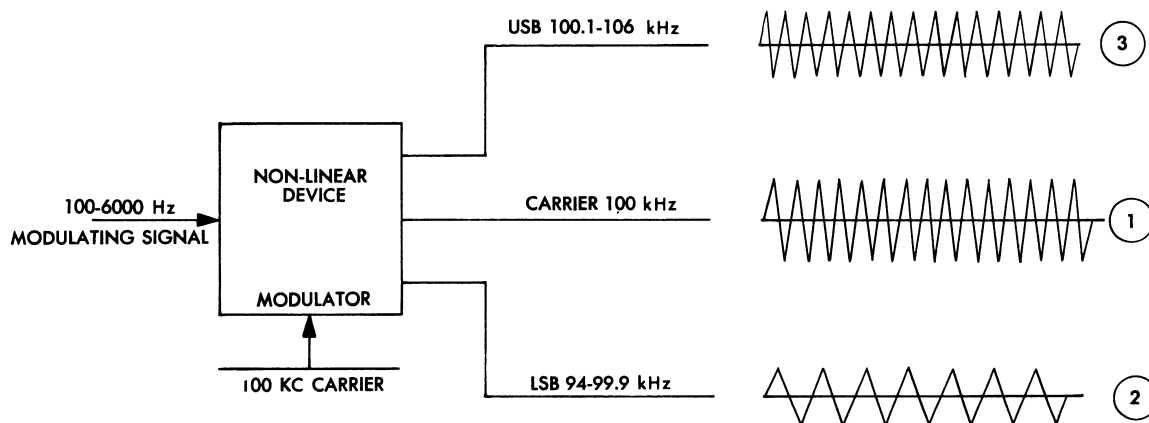 USB 100.1-106 kHz
3
NON-LINEAR
DEVICE
100-6000 Hz
MODULATING SIGNAL
CARRIER 100 kHz
1
MODULATOR
100 KC CARRIER
LSB 94-99.9 kHz
2